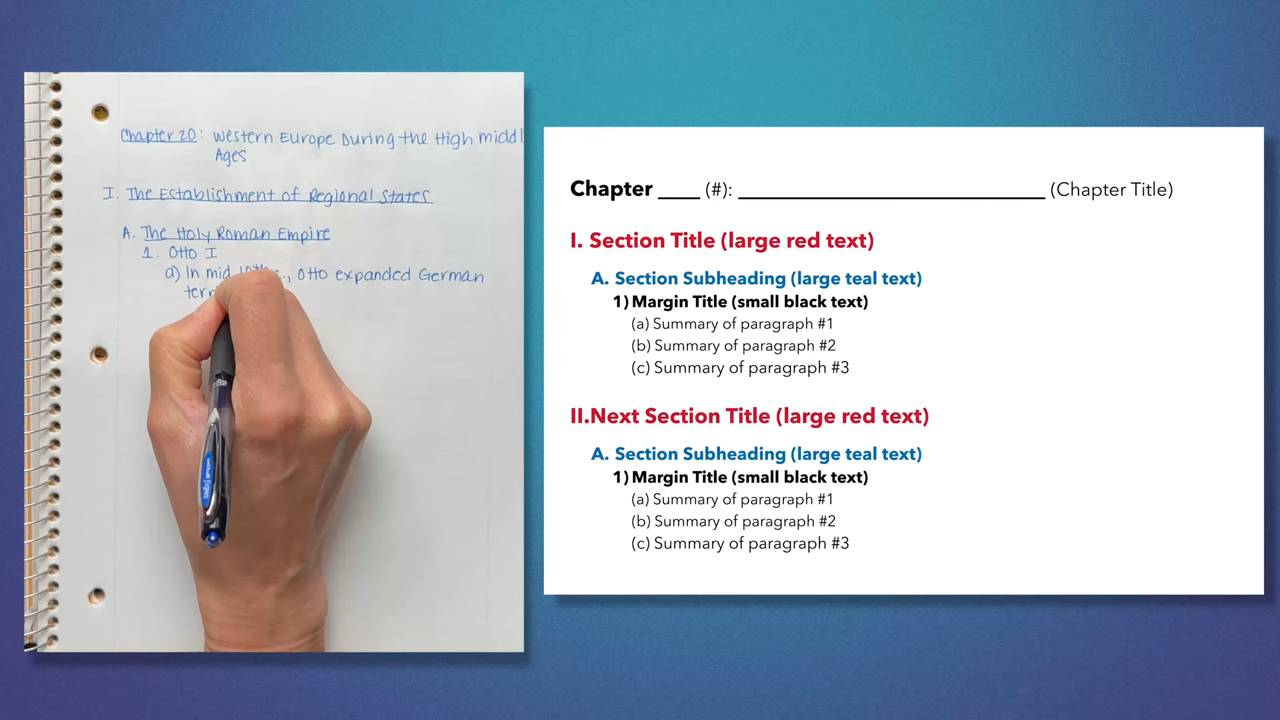 Chapter 20: Western Europe During the High Middl
Ages
I. The Establishment of Regional States
A. The Holy Roman Empire
1. Otto I
a) In mid Otto expanded German
Chapter ____ (#): ____________________ (Chapter Title)
I. Section Title (large red text)
A. Section Subheading (large teal text)
1) Margin Title (small black text)
(a) Summary of paragraph #1
(b) Summary of paragraph #2
(c) Summary of paragraph #3
II.Next Section Title (large red text)
A. Section Subheading (large teal text)
1) Margin Title (small black text)
(a) Summary of paragraph #1
(b) Summary of paragraph #2
(c) Summary of paragraph #3